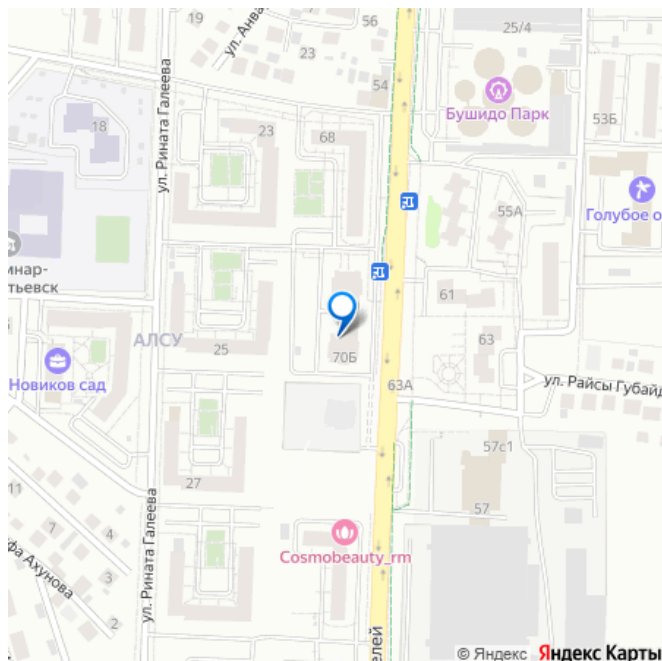 19
56
25/4
ул. Анва
23
54
Бушидо Парк
ул. Рината Галеева
18
23
68
53Б
55А
Голубое о
инар-
тьевск
61
АЛСУ
25
70Б
63
Новиков сад
63А
ул. Райсы Губайд
57с1
27
11
57
7
4
ул. Рината Галеева
Cosmobeauty_rm
фа Ахунова
3
2
елей
© Яндекс Яндекс Карты